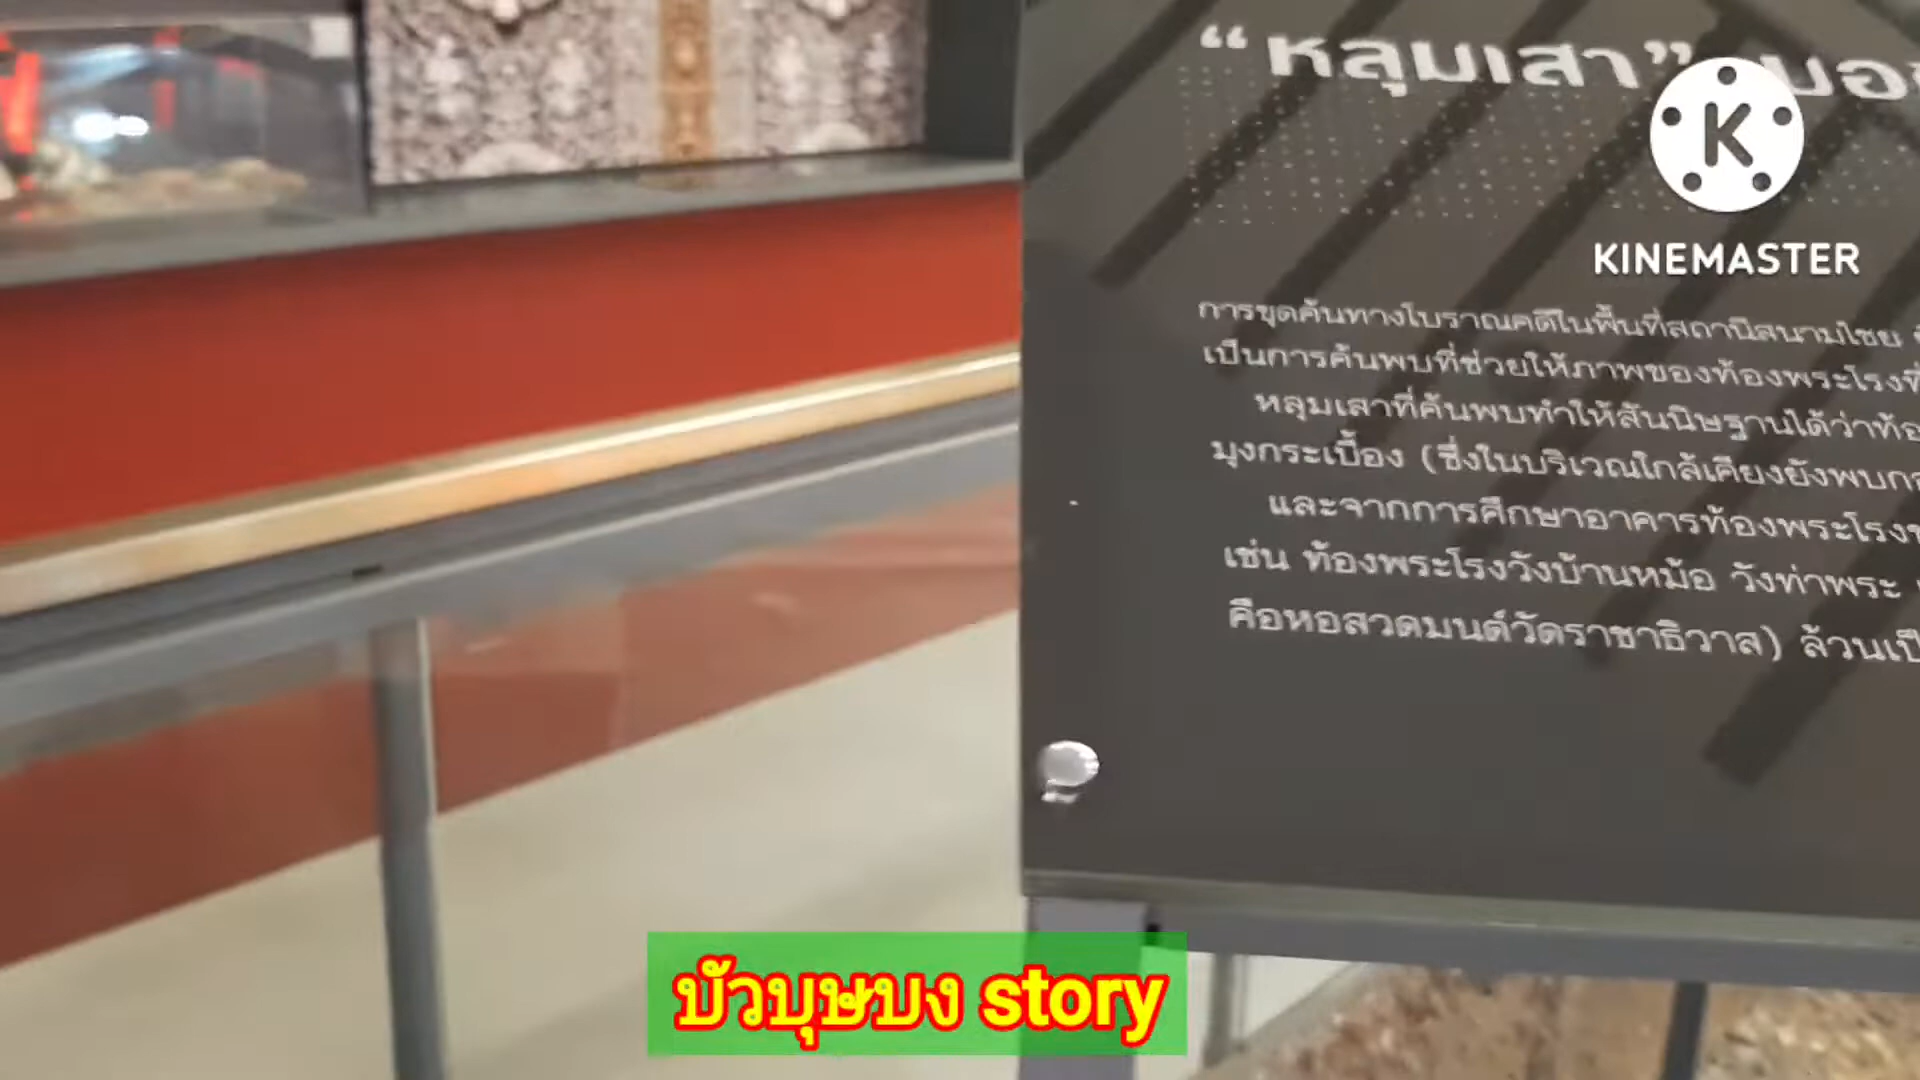 “หลุมเสา”
KINEMASTER
การขุดค้นทางโบราณคดีในพื้นที่สถานีสนามไชย
เป็นการค้นพบที่ช่วยให้ภาพของท้องพระโรงที่
หลุมเสาที่ค้นพบทำให้สันนิษฐานได้ว่าท้อง
มุงกระเบื้อง (ซึ่งในบริเวณใกล้เคียงยังพบ
และจากการศึกษาอาคารท้องพระโรง
เช่น ท้องพระโรงวังบ้านหม้อ วังท่าพระ
คือหอสวดมนต์วัดราชาธิวาส) ล้วน
บัวบุษบง story